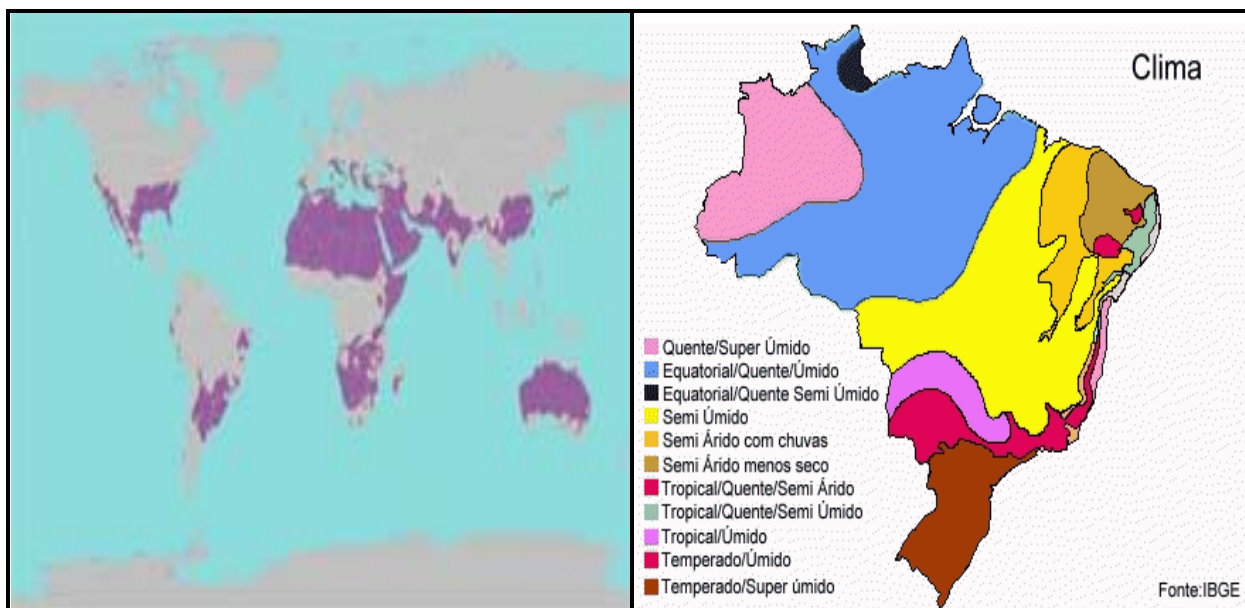 Clima
Quente/Super Úmido
Equatorial/Quente/Úmido
Equatorial/Quente Semi Úmido
Semi Úmido
Semi Árido com chuvas
Semi Árido menos seco
Tropical/Quente/Semi Árido
Tropical/Quente/Semi Úmido
Tropical/Úmido
Temperado/Úmido
Temperado/Super úmido
Fonte:IBGE